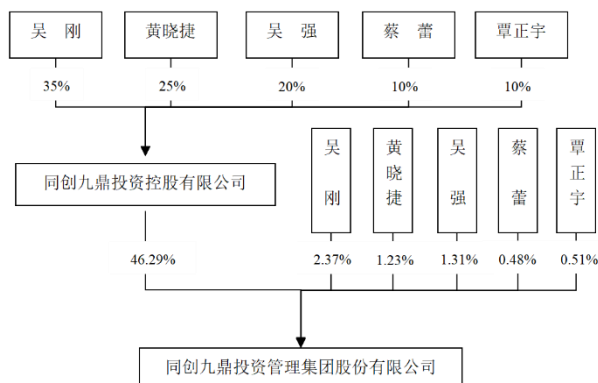 吴 刚 黄晓捷 吴 强 蔡 蕾 覃正宇
35% 25% 20% 10% 10%
吴刚 黄晓捷 吴强 蔡蕾 覃正宇
同创九鼎投资控股有限公司
46.29% 2.37% 1.23% 1.31% 0.48% 0.51%
同创九鼎投资管理集团股份有限公司